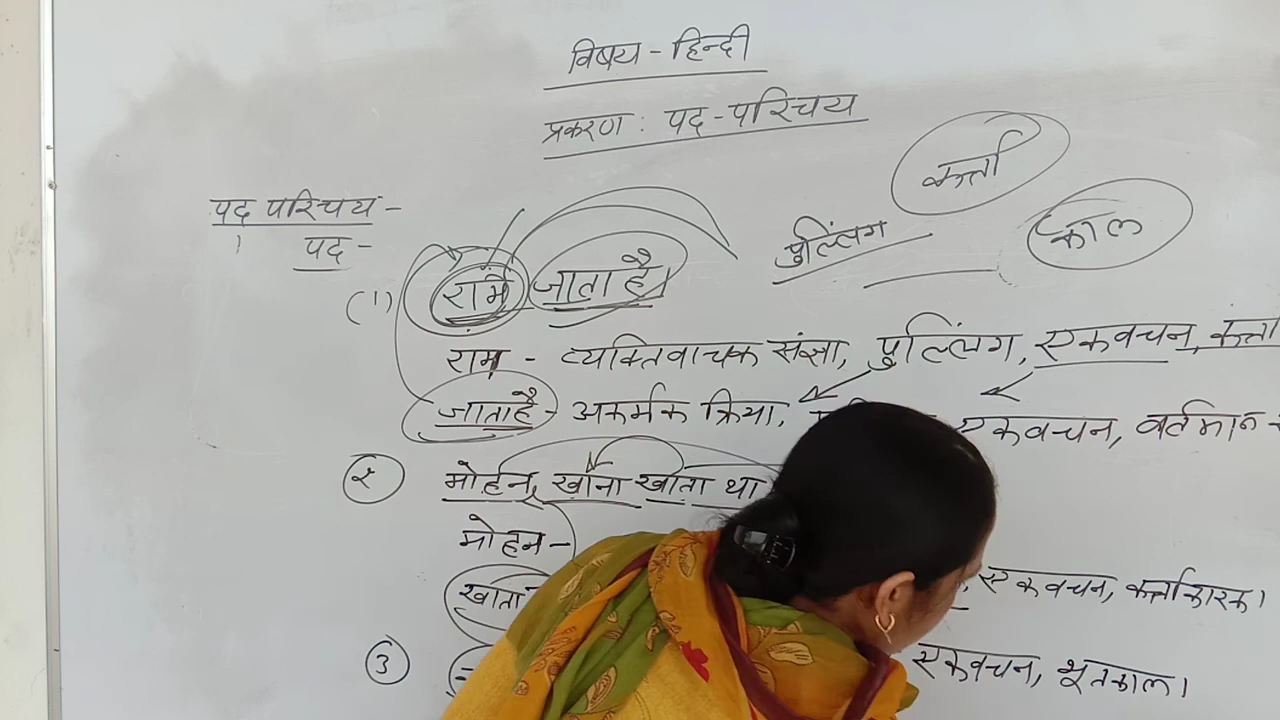 विषय - हिन्दी
प्रकरण : पद - परिचय
कर्त्ता
पुल्लिंग
काल
पद परिचय -
पद -
(1) राम जाता है।
राम - व्यक्तिवाचक संज्ञा, पुल्लिंग, एकवचन, कर्त्ता
जाता है - अकर्मक क्रिया, एकवचन, वर्तमान
२ मोहन खाना खाता था
मोहन - एकवचन, कर्त्ताकारक।
खाता एकवचन, भूतकाल।
3